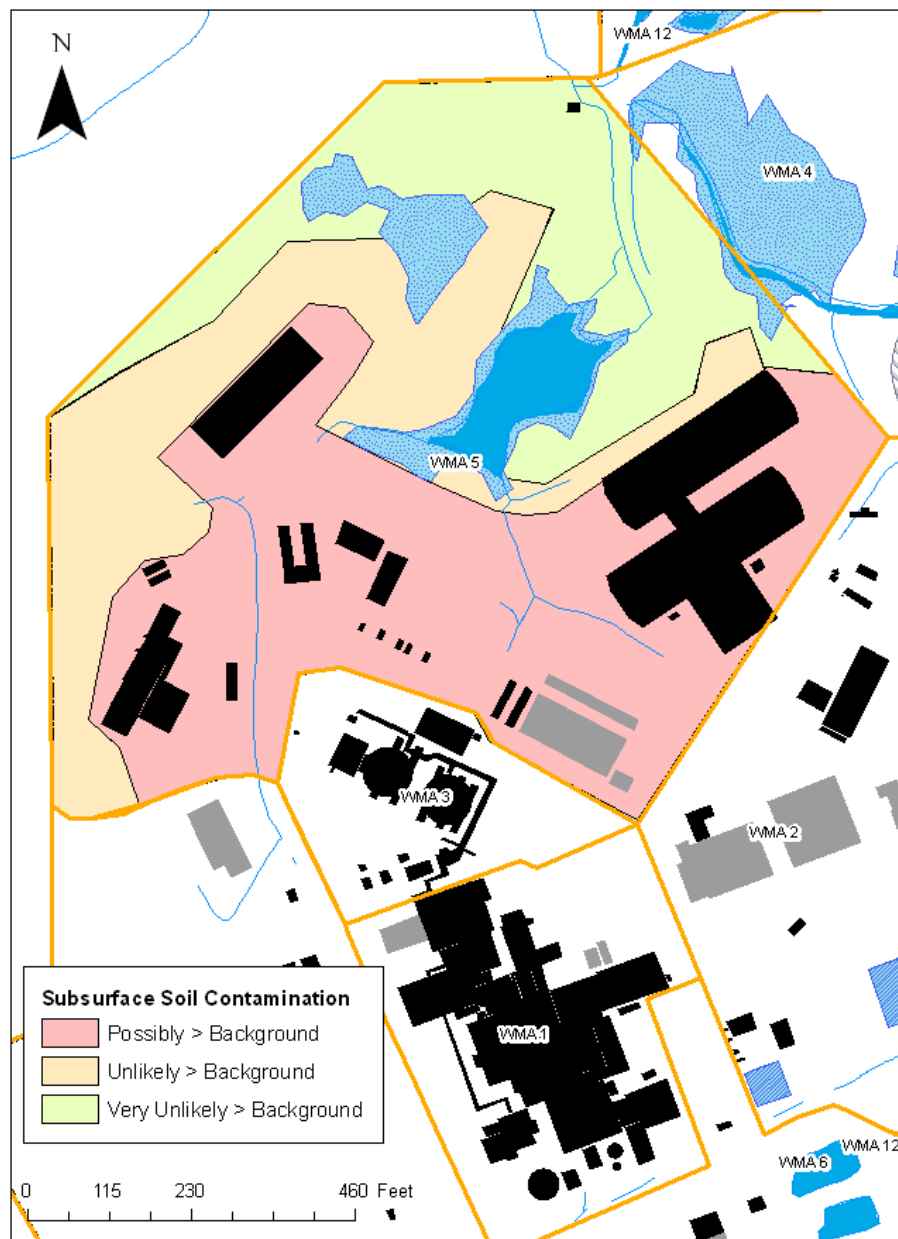 WMA 12
N
WMA 4
WMA 5
WMA 3
WMA 2
WMA 1
Subsurface Soil Contamination
Possibly > Background
Unlikely > Background
Very Unlikely > Background
WMA 12
WMA 6
0 115 230 460 Feet